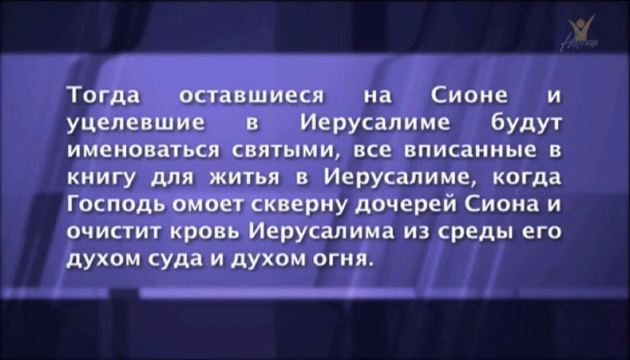 Надежда
Тогда оставшиеся на Сионе и
уцелевшие в Иерусалиме будут
именоваться святыми, все вписанные в
книгу для житья в Иерусалиме, когда
Господь омоет скверну дочерей Сиона и
очистит кровь Иерусалима из среды его
духом суда и духом огня.